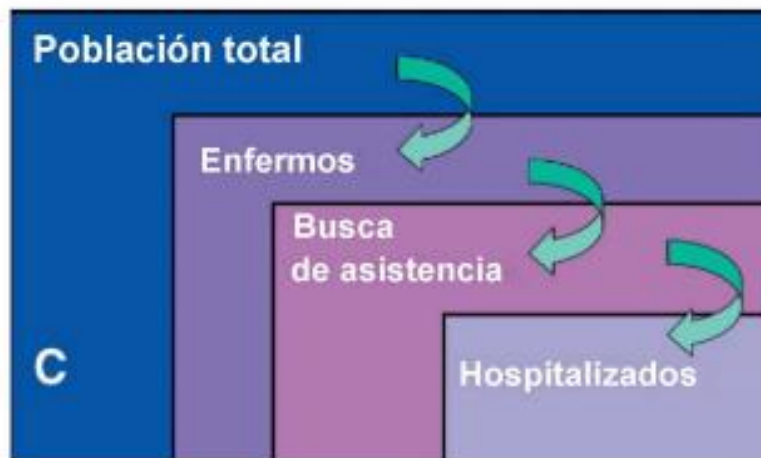 Población total
Enfermos
Busca
de asistencia
Hospitalizados
C